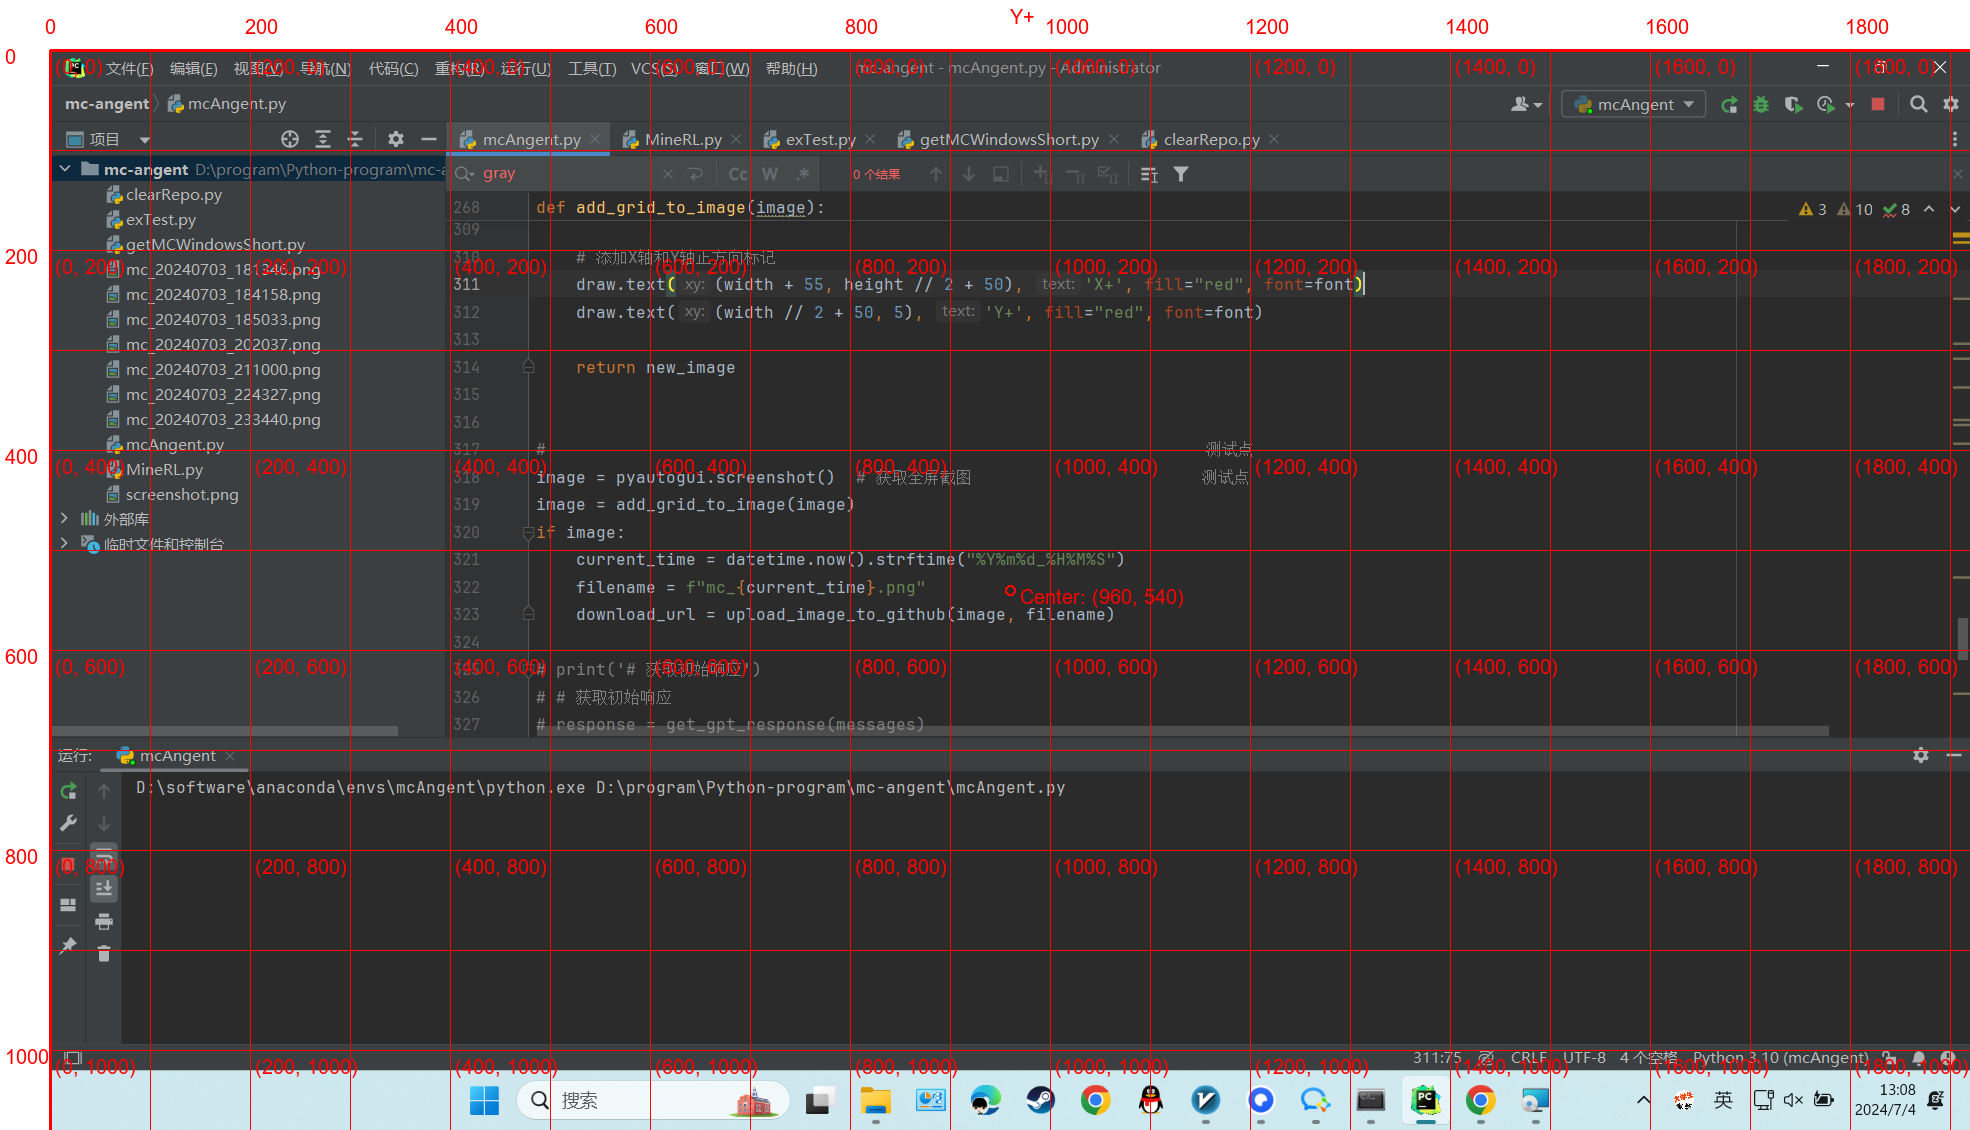 Y+
0 200 400 600 800 1000 1200 1400 1600 1800
0
文件(F) 编辑(E) 视图(V) 导航(N) 代码(C) 重构(R) 运行(U) 工具(T) VCS(S) 窗口(W) 帮助(H) mc-angent - mcAngent.py - Administrator
(0, 0) (200, 0) (400, 0) (600, 0) (800, 0) (1000, 0) (1200, 0) (1400, 0) (1600, 0) (1800, 0)
mc-angent mcAngent.py
mcAngent
项目
mcAngent.py MineRL.py exTest.py getMCWindowsShort.py clearRepo.py
mc-angent D:\program\Python-program\mc-a
gray Cc W .* 0 个结果
clearRepo.py
exTest.py
getMCWindowsShort.py
mc_20240703_181346.png
mc_20240703_184158.png
mc_20240703_185033.png
mc_20240703_202037.png
mc_20240703_211000.png
mc_20240703_224327.png
mc_20240703_233440.png
mcAngent.py
MineRL.py
screenshot.png
外部库
临时文件和控制台
268 def add_grid_to_image(image):
3 10 8
309
310 # 添加X轴和Y轴正方向标记
200
(0, 200) (200, 200) (400, 200) (600, 200) (800, 200) (1000, 200) (1200, 200) (1400, 200) (1600, 200) (1800, 200)
311 draw.text( xy: (width + 55, height // 2 + 50), text: 'X+', fill="red", font=font)
312 draw.text( xy: (width // 2 + 50, 5), text: 'Y+', fill="red", font=font)
313
314 return new_image
315
316
317 # 测试点
400
(0, 400) (200, 400) (400, 400) (600, 400) (800, 400) (1000, 400) (1200, 400) (1400, 400) (1600, 400) (1800, 400)
318 image = pyautogui.screenshot() # 获取全屏截图 测试点
319 image = add_grid_to_image(image)
320 if image:
321 current_time = datetime.now().strftime("%Y%m%d_%H%M%S")
322 filename = f"mc_{current_time}.png"
Center: (960, 540)
323 download_url = upload_image_to_github(image, filename)
324
600
(0, 600) (200, 600) (400, 600) (600, 600) (800, 600) (1000, 600) (1200, 600) (1400, 600) (1600, 600) (1800, 600)
325 # print('# 获取初始响应')
326 # # 获取初始响应
327 # response = get_gpt_response(messages)
运行: mcAngent
D:\software\anaconda\envs\mcAngent\python.exe D:\program\Python-program\mc-angent\mcAngent.py
800
(0, 800) (200, 800) (400, 800) (600, 800) (800, 800) (1000, 800) (1200, 800) (1400, 800) (1600, 800) (1800, 800)
1000
311:75 CRLF UTF-8 4 个空格 Python 3.10 (mcAngent)
(0, 1000) (200, 1000) (400, 1000) (600, 1000) (800, 1000) (1000, 1000) (1200, 1000) (1400, 1000) (1600, 1000) (1800, 1000)
搜索
英
13:08
2024/7/4